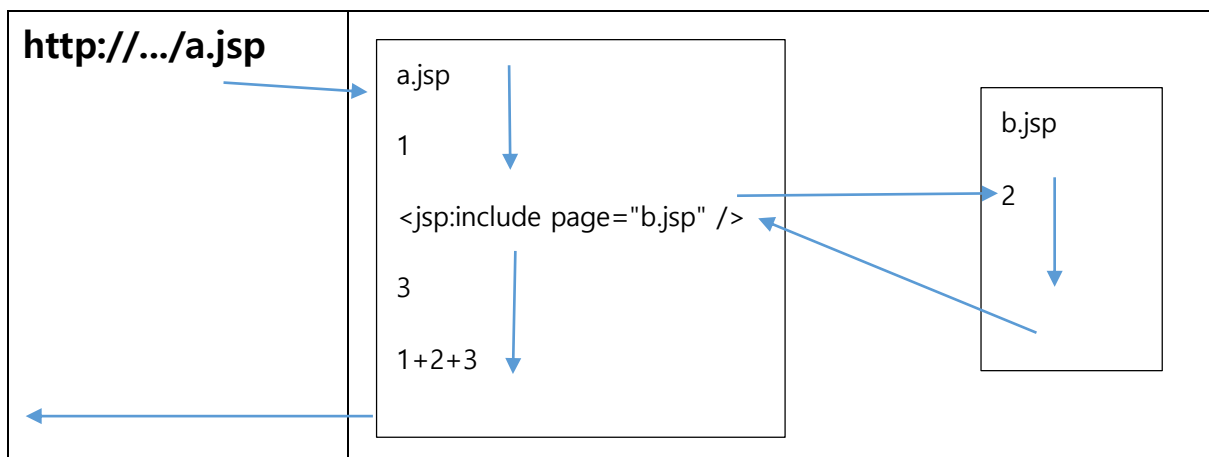 http://.../a.jsp
a.jsp
1
<jsp:include page="b.jsp" />
3
1+2+3
b.jsp
2